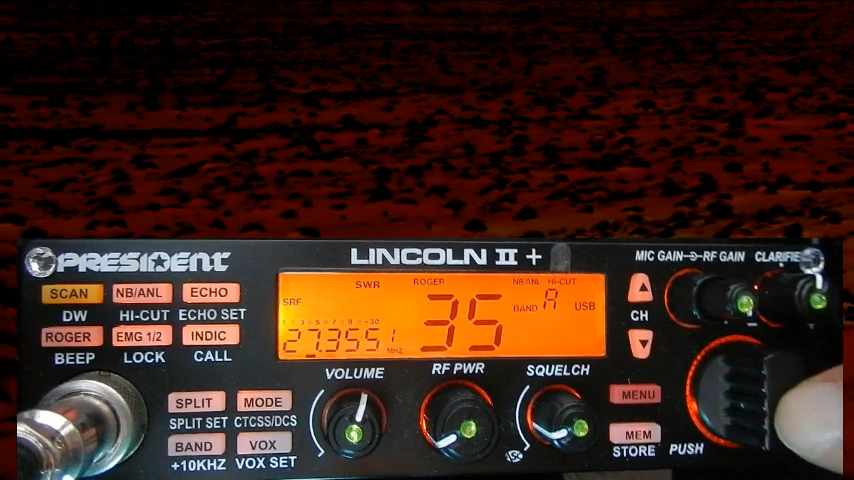 PRESIDENT
LINCOLN II +
MIC GAIN RF GAIN
SCAN
NB/ANL
ECHO
DW
HI-CUT
ECHO SET
ROGER
EMG 1/2
INDIC
BEEP
LOCK
CALL
SPLIT
MODE
SPLIT SET
CTCSS/DCS
BAND
VOX
+10KHZ
VOX SET
SWR
ROGER
NB/ANL HI-CUT
SRF
35
BAND A
USB
27.3551 MHZ
CH
VOLUME
RF PWR
SQUELCH
ASC
MENU
MEM
STORE
PUSH